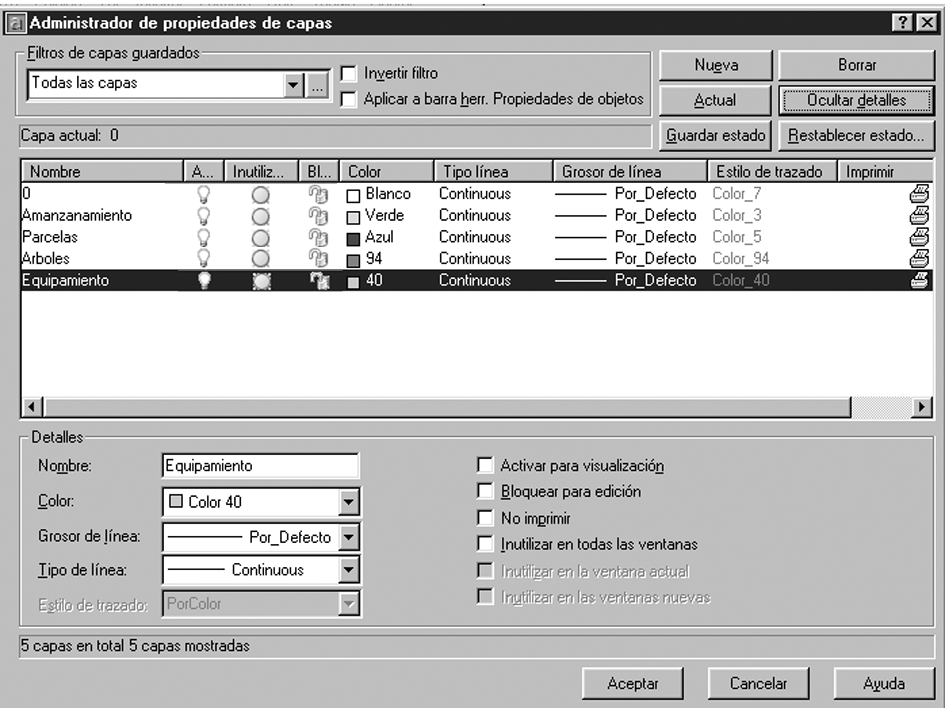 Administrador de propiedades de capas
Filtros de capas guardados
Todas las capas
...
Invertir filtro
Aplicar a barra herr. Propiedades de objetos
Nueva
Borrar
Actual
Ocultar detalles
Guardar estado
Restablecer estado...
Capa actual: 0
Nombre A... Inutiliz... Bl... Color Tipo línea Grosor de línea Estilo de trazado Imprimir
0 Blanco Continuous Por_Defecto Color_7
Amanzanamiento Verde Continuous Por_Defecto Color_3
Parcelas Azul Continuous Por_Defecto Color_5
Arboles 94 Continuous Por_Defecto Color_94
Equipamiento 40 Continuous Por_Defecto Color_40
Detalles
Nombre: Equipamiento
Color: Color 40
Grosor de línea: Por_Defecto
Tipo de línea: Continuous
Estilo de trazado: PorColor
Activar para visualización
Bloquear para edición
No imprimir
Inutilizar en todas las ventanas
Inutilizar en la ventana actual
Inutilizar en las ventanas nuevas
5 capas en total 5 capas mostradas
Aceptar
Cancelar
Ayuda